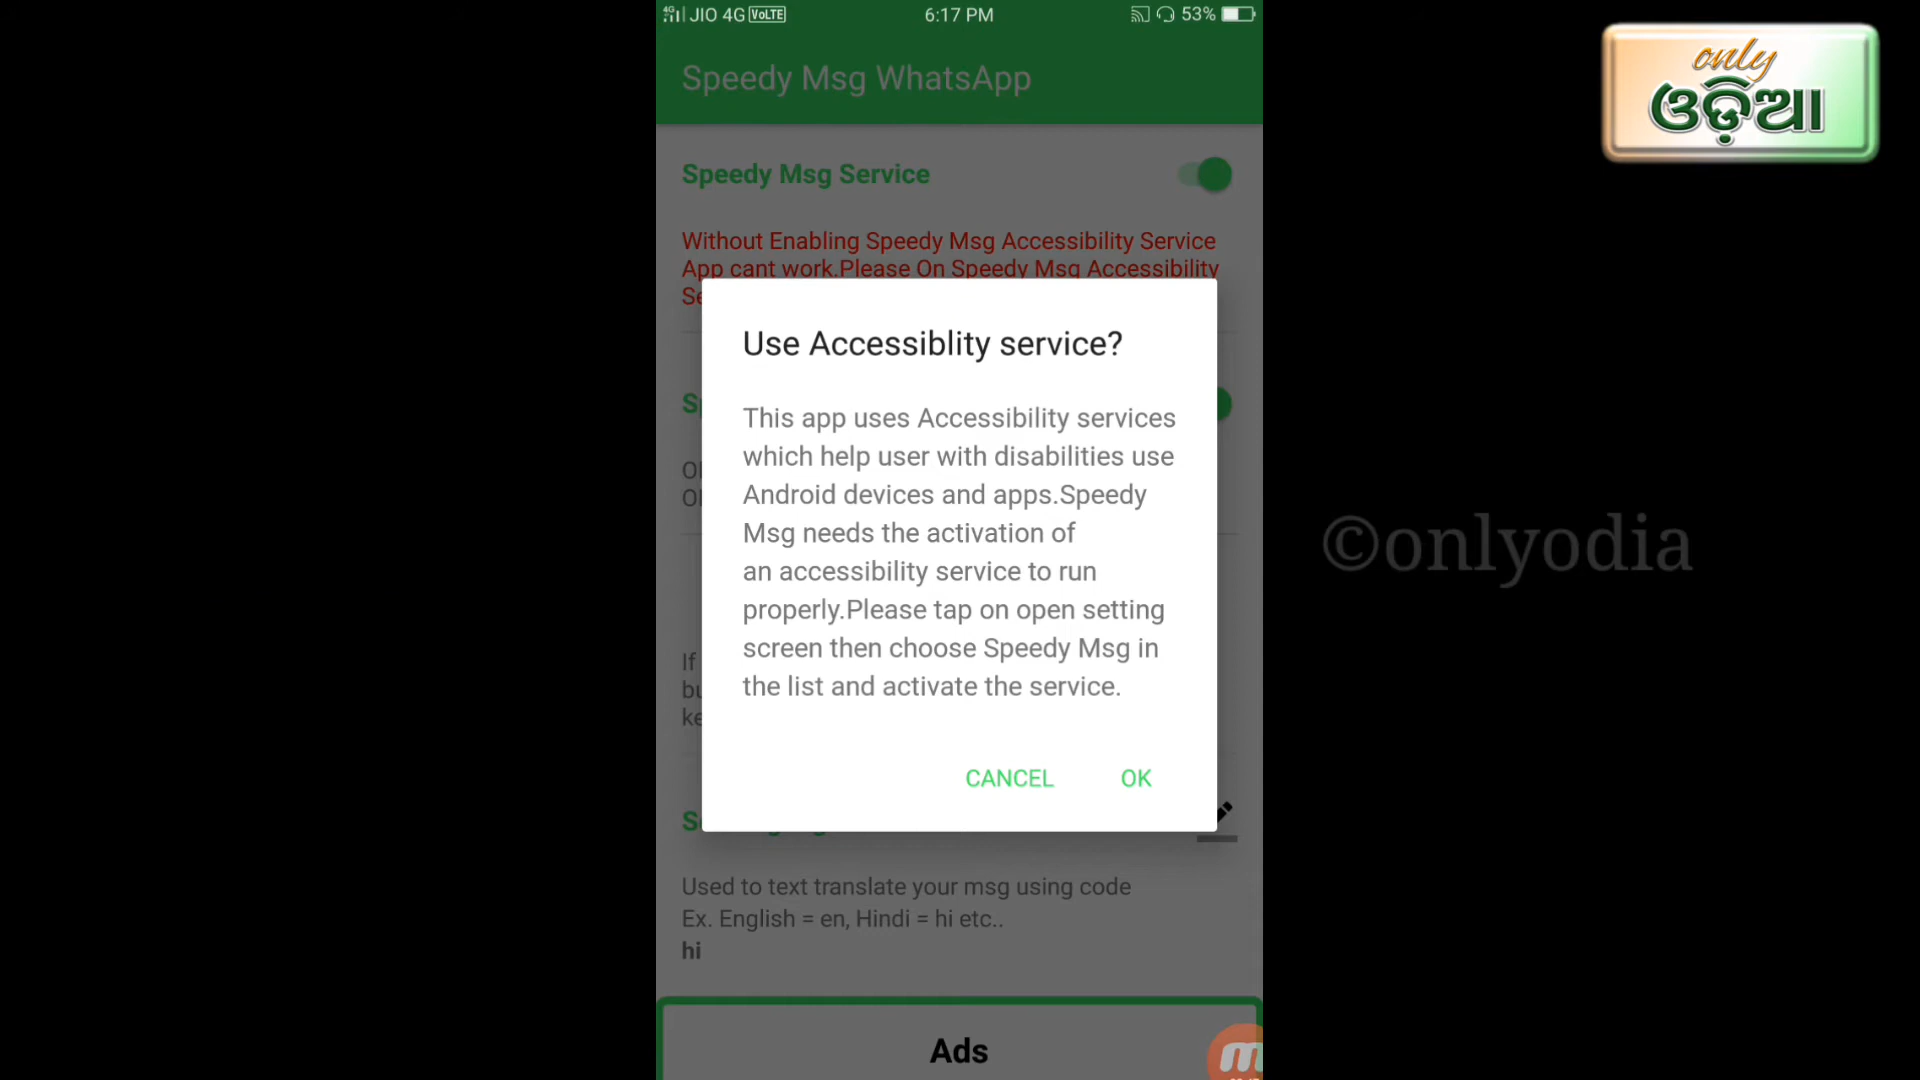 4G JIO 4G VoLTE 6:17 PM 53%
only
ଓଡ଼ିଆ
Speedy Msg WhatsApp
Speedy Msg Service
Without Enabling Speedy Msg Accessibility Service
App cant work.Please On Speedy Msg Accessibility
Use Accessiblity service?
This app uses Accessibility services
which help user with disabilities use
Android devices and apps.Speedy
Msg needs the activation of
an accessibility service to run
properly.Please tap on open setting
screen then choose Speedy Msg in
the list and activate the service.
CANCEL OK
©onlyodia
If
Used to text translate your msg using code
Ex. English = en, Hindi = hi etc..
hi
Ads